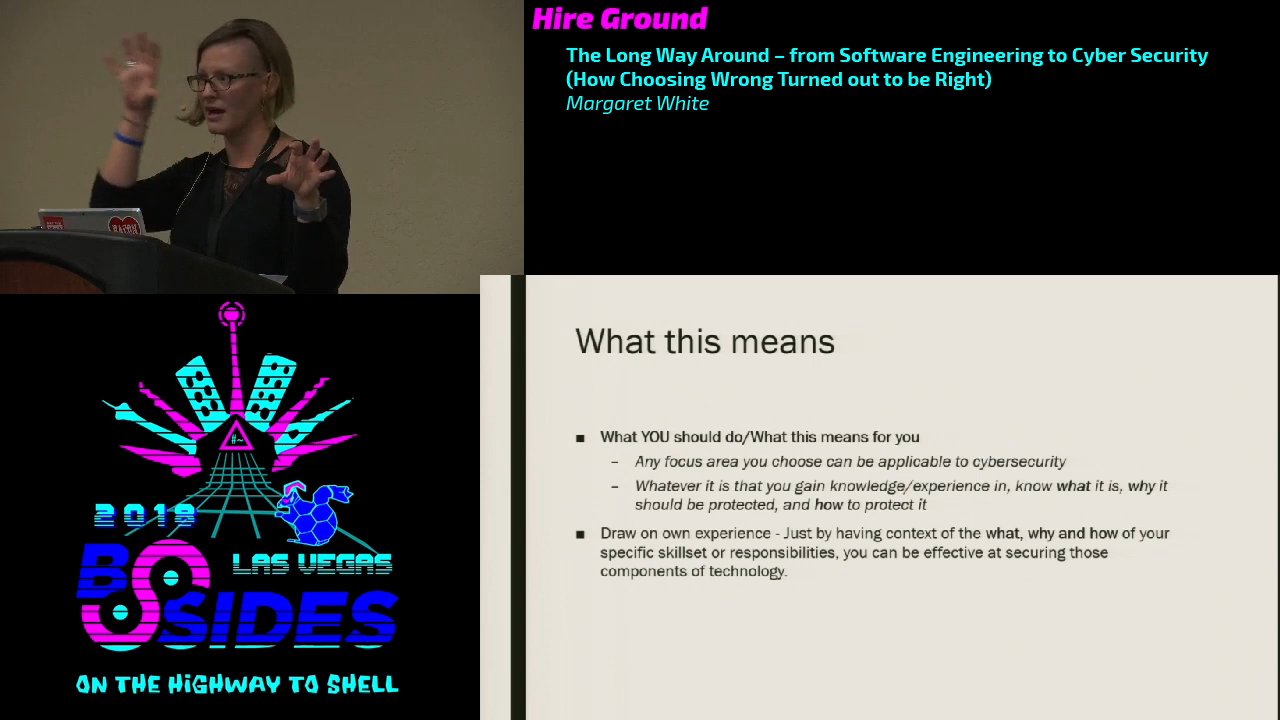 Hire Ground
The Long Way Around – from Software Engineering to Cyber Security
(How Choosing Wrong Turned out to be Right)
Margaret White
#~
2019
LAS VEGAS
BSIDES
ON THE HIGHWAY TO SHELL
What this means
■ What YOU should do/What this means for you
– Any focus area you choose can be applicable to cybersecurity
– Whatever it is that you gain knowledge/experience in, know what it is, why it
should be protected, and how to protect it
■ Draw on own experience - Just by having context of the what, why and how of your
specific skillset or responsibilities, you can be effective at securing those
components of technology.